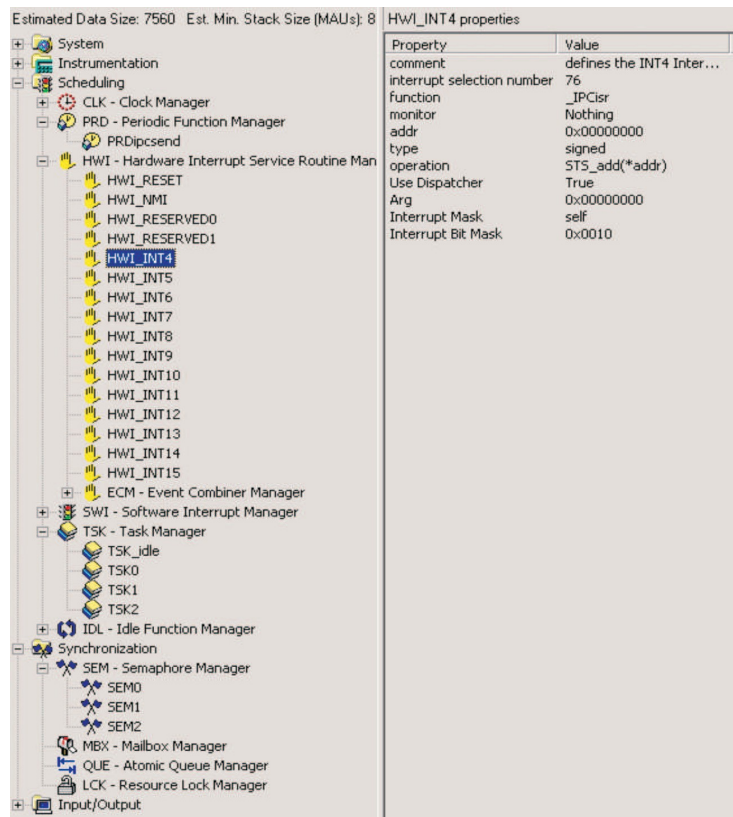 Estimated Data Size: 7560 Est. Min. Stack Size (MAUs): 8
System
Instrumentation
Scheduling
CLK - Clock Manager
PRD - Periodic Function Manager
PRDipcsend
HWI - Hardware Interrupt Service Routine Man
HWI_RESET
HWI_NMI
HWI_RESERVED0
HWI_RESERVED1
HWI_INT4
HWI_INT5
HWI_INT6
HWI_INT7
HWI_INT8
HWI_INT9
HWI_INT10
HWI_INT11
HWI_INT12
HWI_INT13
HWI_INT14
HWI_INT15
ECM - Event Combiner Manager
SWI - Software Interrupt Manager
TSK - Task Manager
TSK_idle
TSK0
TSK1
TSK2
IDL - Idle Function Manager
Synchronization
SEM - Semaphore Manager
SEM0
SEM1
SEM2
MBX - Mailbox Manager
QUE - Atomic Queue Manager
LCK - Resource Lock Manager
Input/Output
HWI_INT4 properties
Property Value
comment defines the INT4 Inter...
interrupt selection number 76
function _IPCisr
monitor Nothing
addr 0x00000000
type signed
operation STS_add(*addr)
Use Dispatcher True
Arg 0x00000000
Interrupt Mask self
Interrupt Bit Mask 0x0010